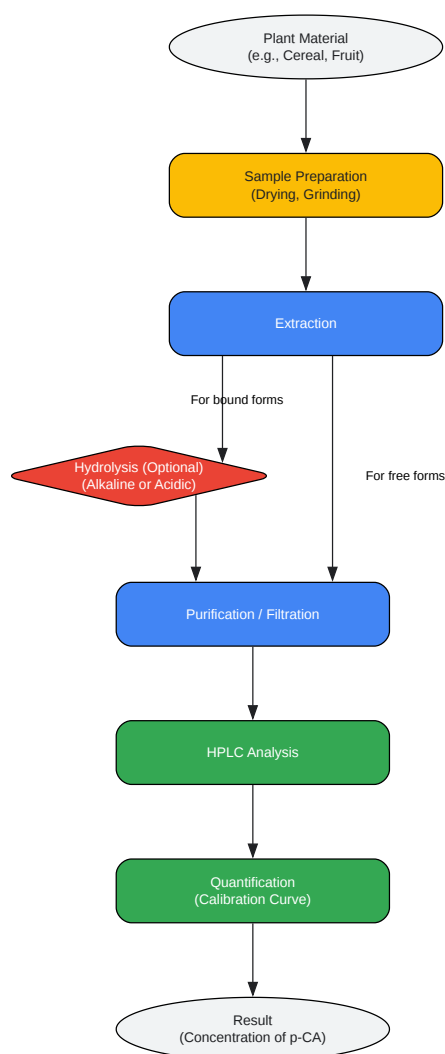 Plant Material
(e.g., Cereal, Fruit)
Sample Preparation
(Drying, Grinding)
Extraction
For bound forms
Hydrolysis (Optional)
(Alkaline or Acidic)
For free forms
Purification / Filtration
HPLC Analysis
Quantification
(Calibration Curve)
Result
(Concentration of p-CA)